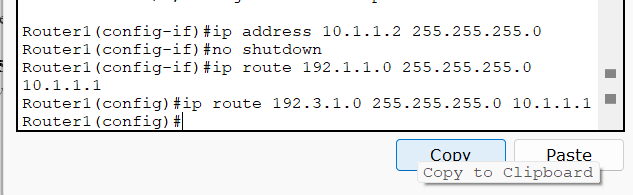 Router1(config-if)#ip address 10.1.1.2 255.255.255.0
Router1(config-if)#no shutdown
Router1(config-if)#ip route 192.1.1.0 255.255.255.0
10.1.1.1
Router1(config)#ip route 192.3.1.0 255.255.255.0 10.1.1.1
Router1(config)#
Copy Paste
Copy to Clipboard